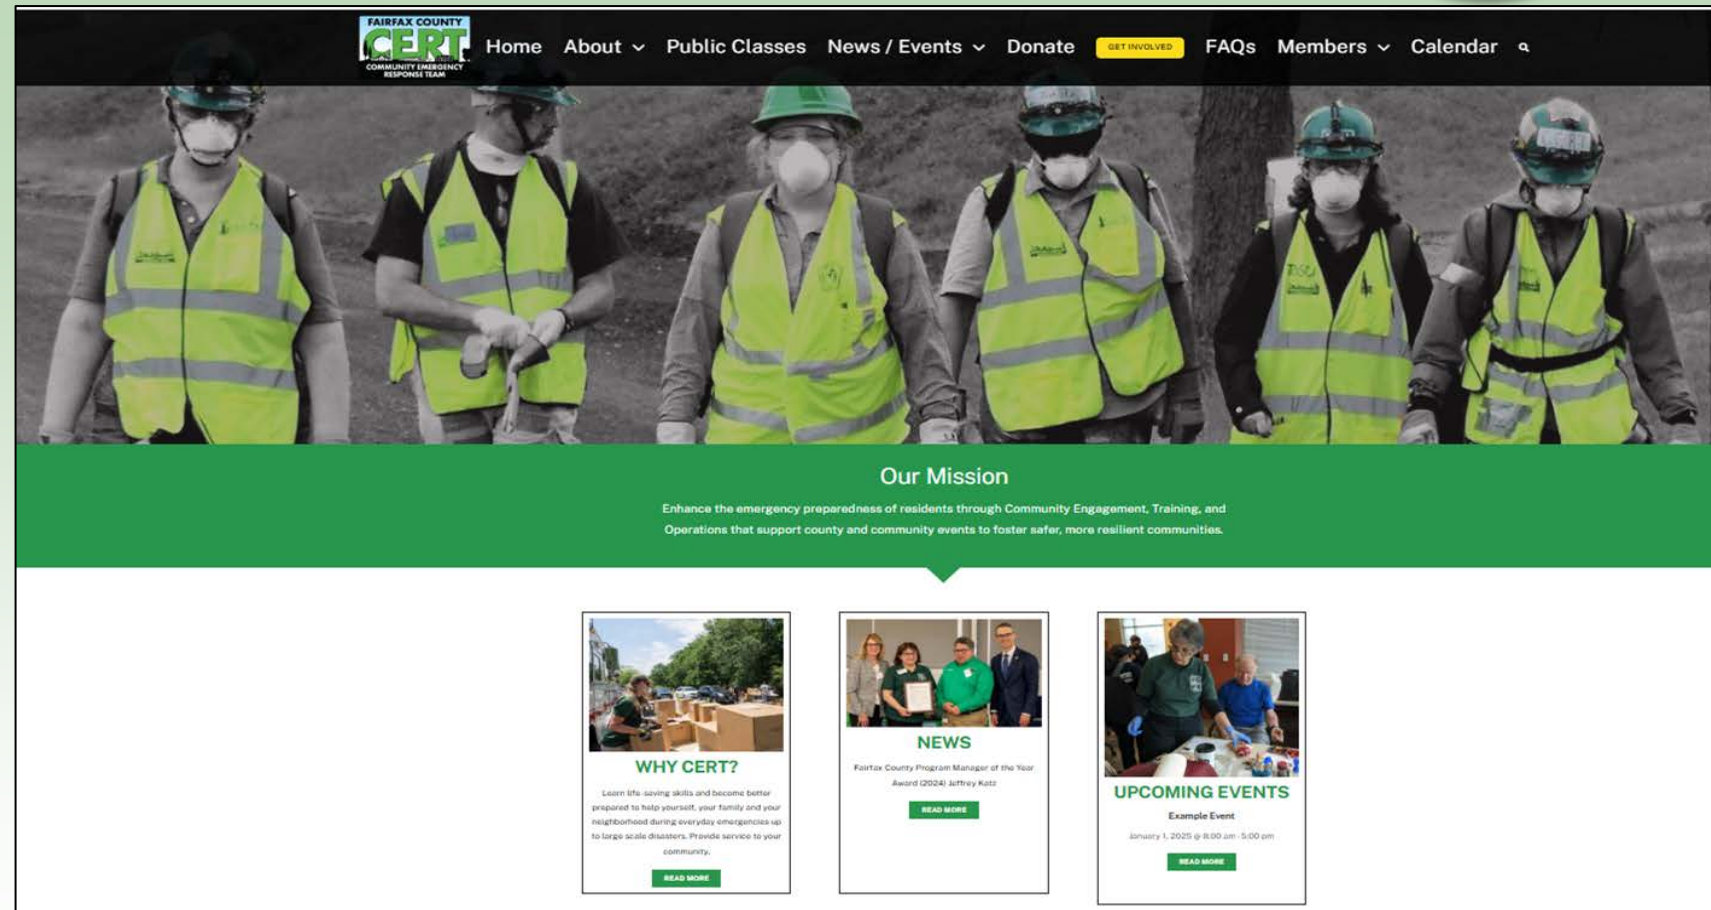 FAIRFAX COUNTY
CERT
COMMUNITY EMERGENCY
RESPONSE TEAM
Home About Public Classes News / Events Donate GET INVOLVED FAQs Members Calendar
Our Mission
Enhance the emergency preparedness of residents through Community Engagement, Training, and
Operations that support county and community events to foster safer, more resilient communities.
WHY CERT?
Learn life-saving skills and become better
prepared to help yourself, your family and your
neighborhood during everyday emergencies up
to large scale disasters. Provide service to your
community.
READ MORE
NEWS
Fairfax County Program Manager of the Year
Award (2024) Jeffrey Katz
READ MORE
UPCOMING EVENTS
Example Event
January 1, 2025 @ 8:00 am - 5:00 pm
READ MORE